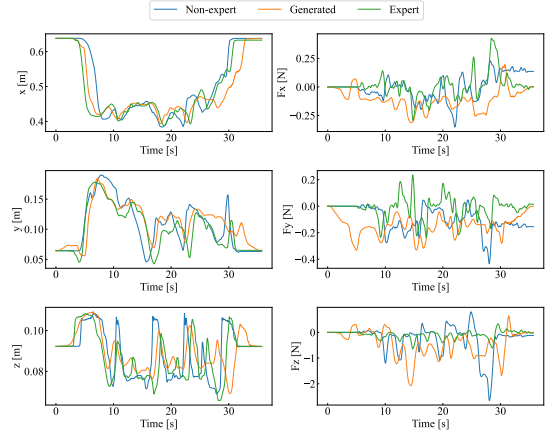 Non-expert Generated Expert
x [m]
0.6
0.5
0.4
0 10 20 30
Time [s]
Fx [N]
0.25
0.00
−0.25
0 10 20 30
Time [s]
y [m]
0.15
0.10
0.05
0 10 20 30
Time [s]
Fy [N]
0.2
0.0
−0.2
−0.4
0 10 20 30
Time [s]
z [m]
0.10
0.08
0 10 20 30
Time [s]
Fz [N]
0
−1
−2
0 10 20 30
Time [s]